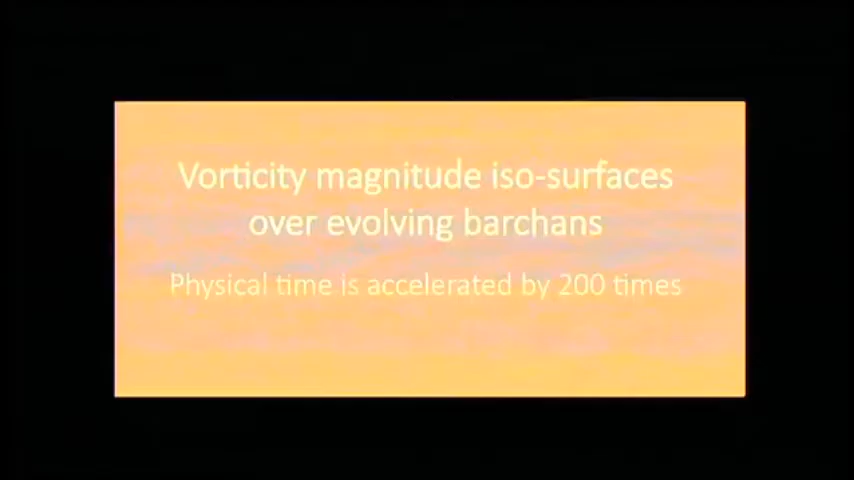 Vorticity magnitude iso-surfaces
over evolving barchans
Physical time is accelerated by 200 times